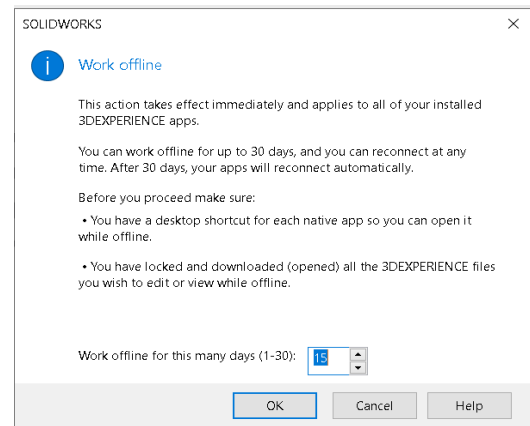 SOLIDWORKS
Work offline
This action takes effect immediately and applies to all of your installed
3DEXPERIENCE apps.
You can work offline for up to 30 days, and you can reconnect at any
time. After 30 days, your apps will reconnect automatically.
Before you proceed make sure:
• You have a desktop shortcut for each native app so you can open it
while offline.
• You have locked and downloaded (opened) all the 3DEXPERIENCE files
you wish to edit or view while offline.
Work offline for this many days (1-30): 15
OK Cancel Help